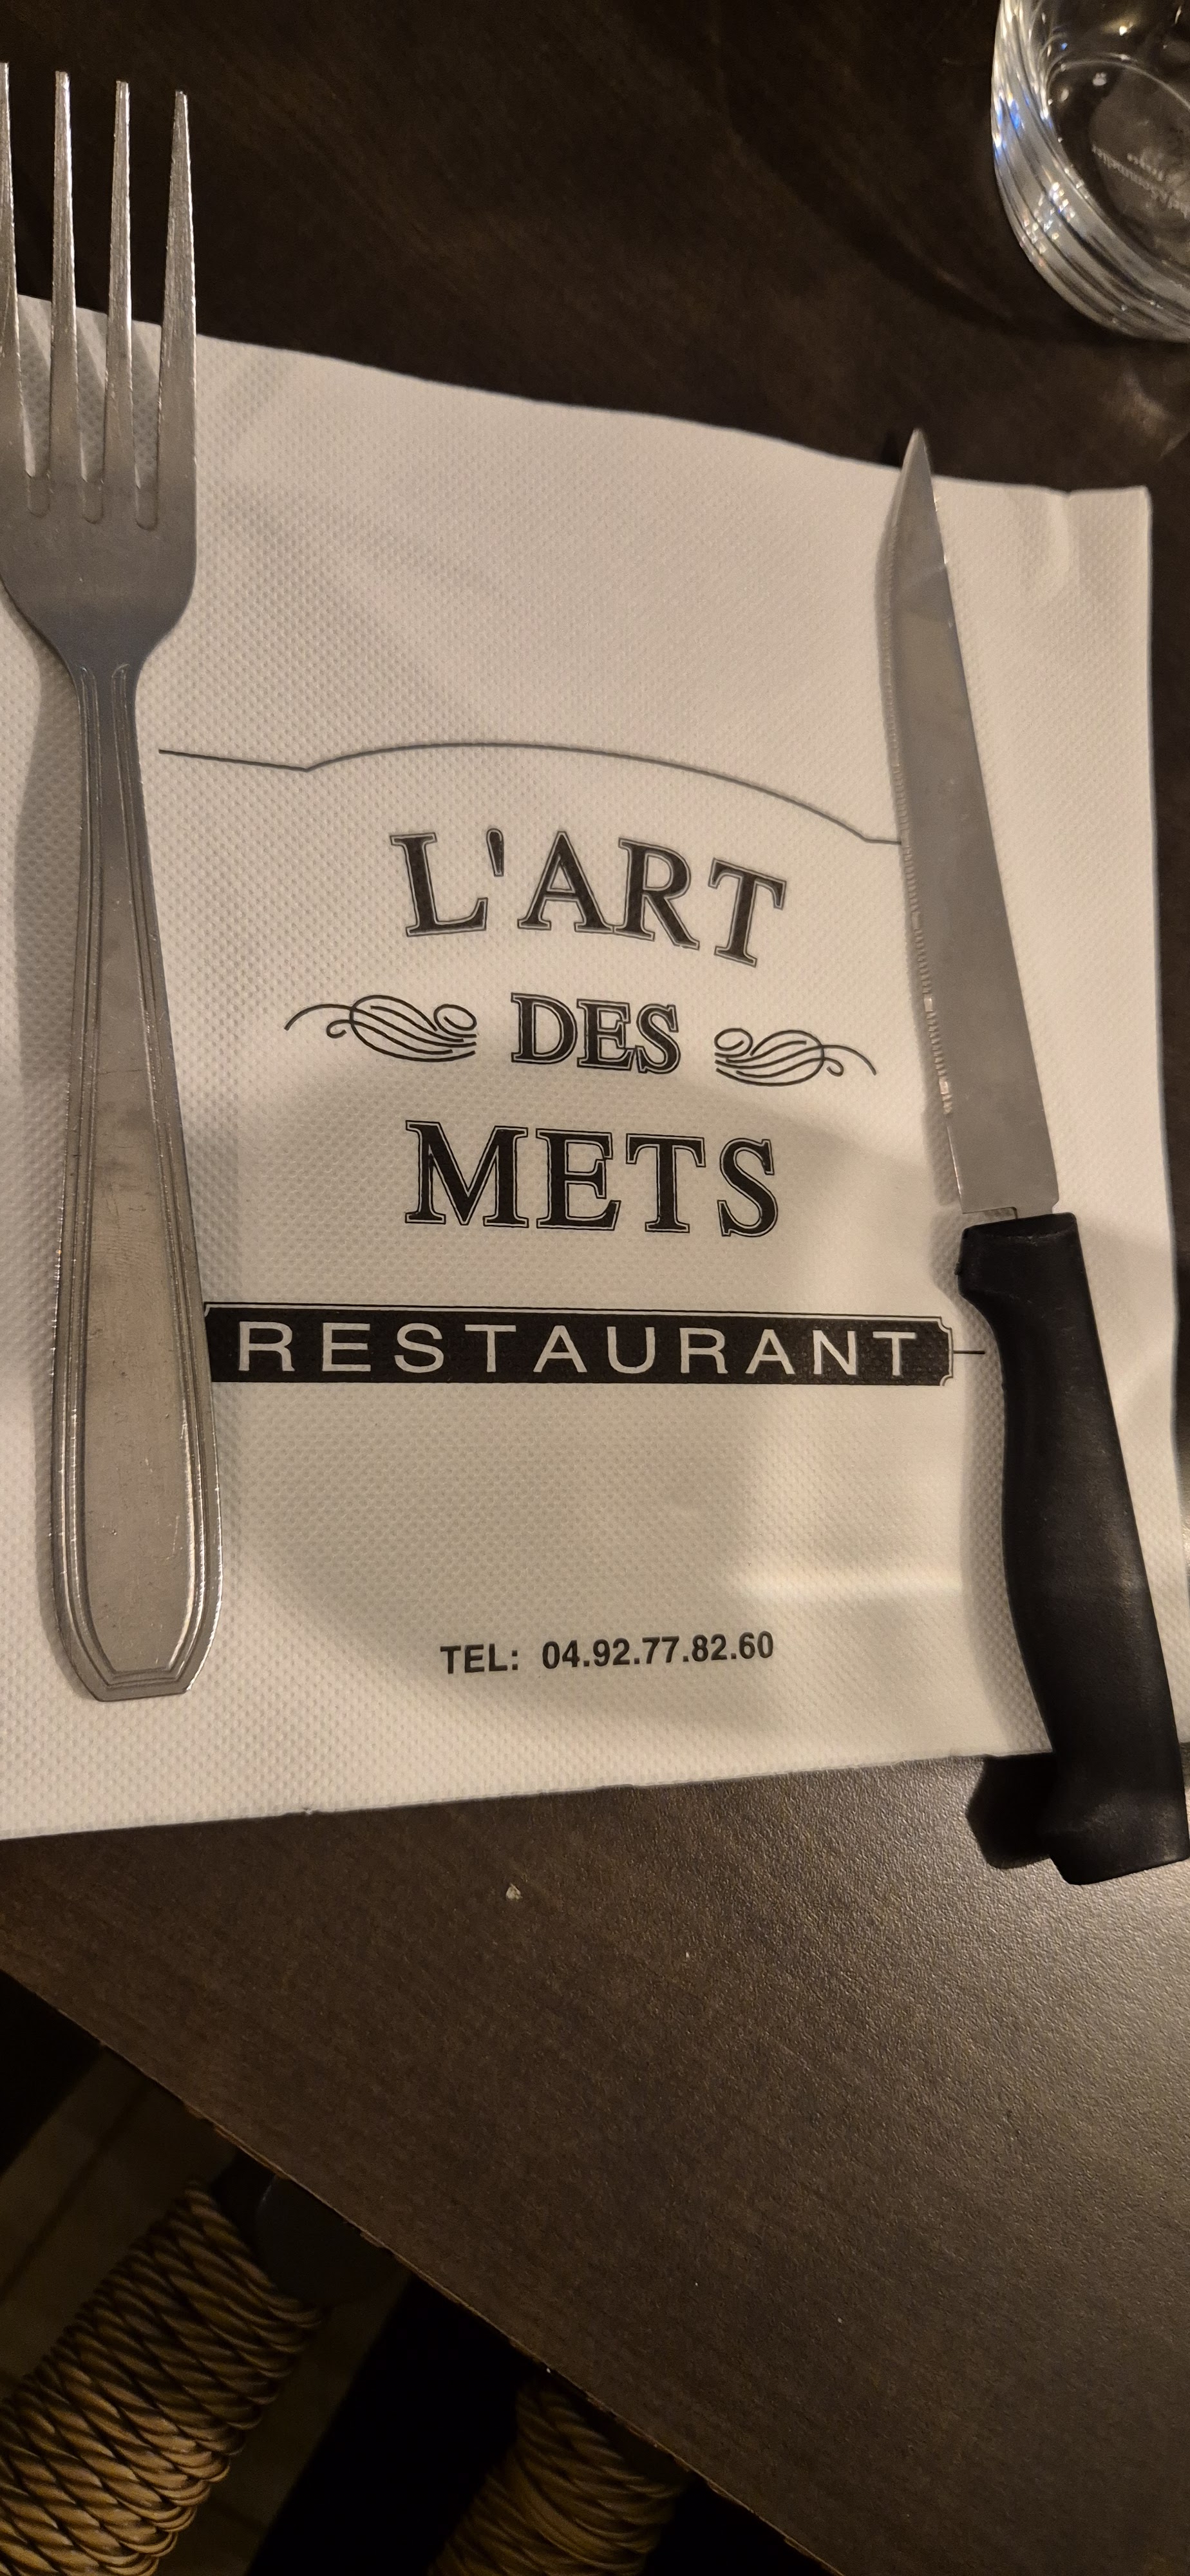 L'ART
DES
METS
RESTAURANT
TEL: 04.92.77.82.60